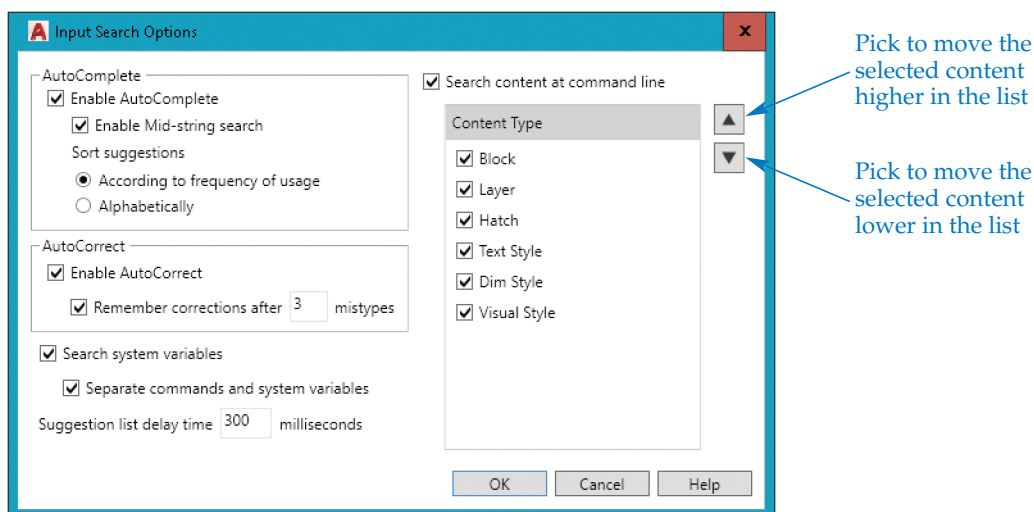 Input Search Options
AutoComplete
Enable AutoComplete
Enable Mid-string search
Sort suggestions
According to frequency of usage
Alphabetically
AutoCorrect
Enable AutoCorrect
Remember corrections after 3 mistypes
Search system variables
Separate commands and system variables
Suggestion list delay time 300 milliseconds
Search content at command line
Content Type
Block
Layer
Hatch
Text Style
Dim Style
Visual Style
OK Cancel Help
Pick to move the
selected content
higher in the list
Pick to move the
selected content
lower in the list